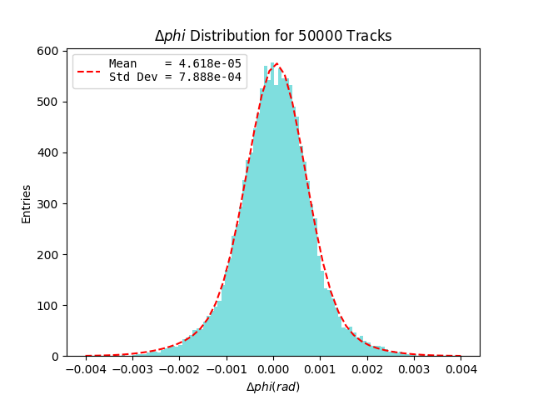 Δphi Distribution for 50000 Tracks
Mean = 4.618e-05
Std Dev = 7.888e-04
600
500
400
300
200
100
0
Entries
−0.004 −0.003 −0.002 −0.001 0.000 0.001 0.002 0.003 0.004
Δphi(rad)